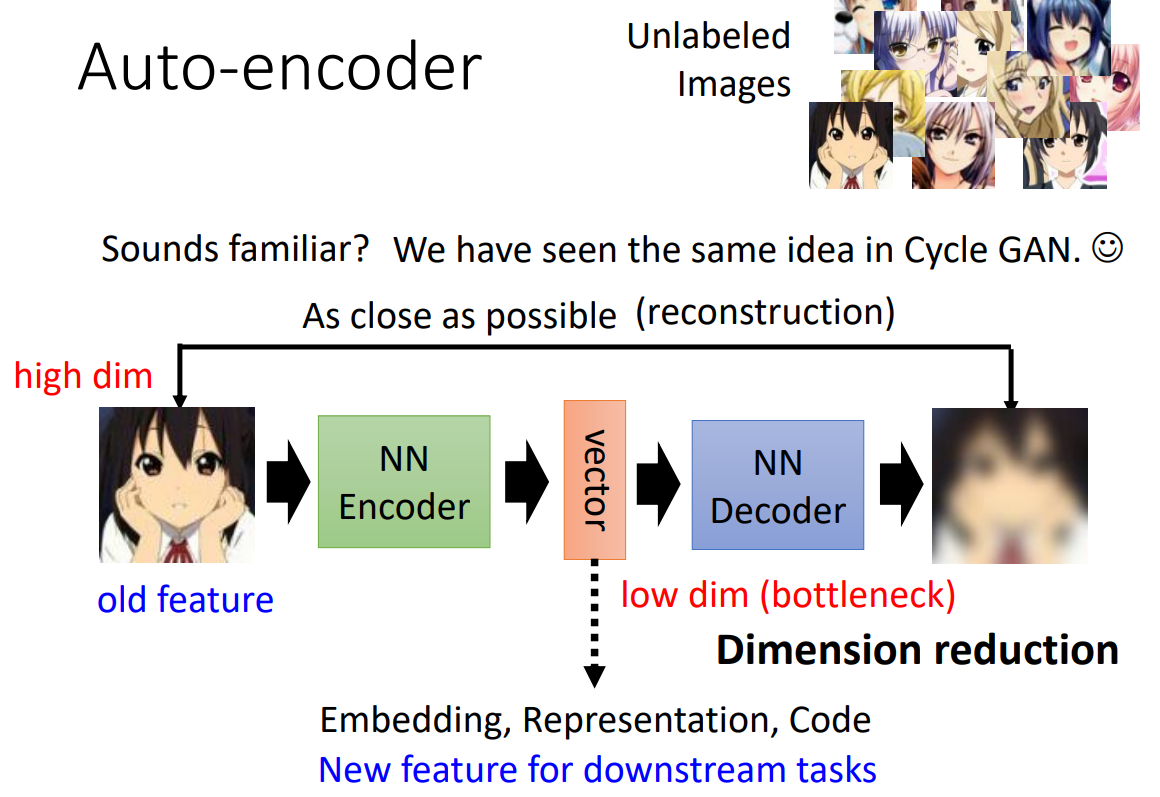 Auto-encoder
Unlabeled
Images
Sounds familiar? We have seen the same idea in Cycle GAN. ☺
As close as possible (reconstruction)
high dim
NN
Encoder
vector
NN
Decoder
old feature
low dim (bottleneck)
Dimension reduction
Embedding, Representation, Code
New feature for downstream tasks